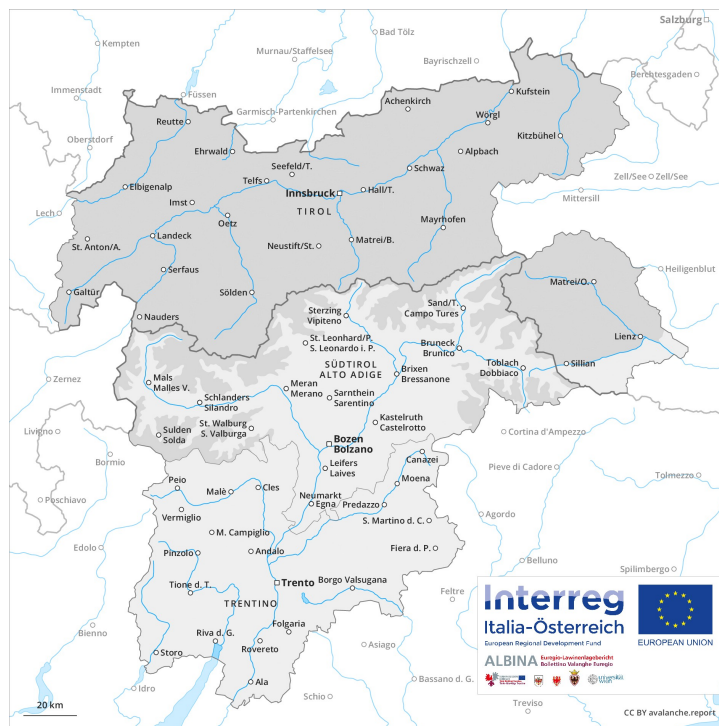 Salzburg
Bad Tölz
Kempten
Murnau/Staffelsee
Bayrischzell
Berchtesgaden
Immenstadt
Füssen
Garmisch-Partenkirchen
Achenkirch
Kufstein
Reutte
Wörgl
Oberstdorf
Kitzbühel
Ehrwald
Alpbach
Seefeld/T.
Schwaz
Telfs
Zell/See
Zell/See
Elbigenalp
Innsbruck
Hall/T.
Mittersill
Imst
TIROL
Lech
Oetz
Mayrhofen
Landeck
St. Anton/A.
Neustift/St.
Matrei/B.
Serfaus
Heiligenblut
Galtür
Sölden
Matrei/O.
Nauders
Sterzing
Vipiteno
Sand/T.
Campo Tures
Lienz
St. Leonhard/P.
S. Leonardo i. P.
Bruneck
Brunico
Toblach
Dobbiaco
Sillian
SÜDTIROL
ALTO ADIGE
Brixen
Bressanone
Zernez
Mals
Malles V.
Meran
Merano
Schlanders
Silandro
Sarnthein
Sarentino
St. Walburg
S. Valburga
Kastelruth
Castelrotto
Livigno
Sulden
Solda
Bozen
Bolzano
Cortina d'Ampezzo
Bormio
Leifers
Laives
Canazei
Pieve di Cadore
Peio
Malè
Cles
Moena
Tolmezzo
Poschiavo
Neumarkt
Egna
Predazzo
Vermiglio
Agordo
S. Martino d. C.
M. Campiglio
Edolo
Pinzolo
Andalo
Fiera d. P.
Belluno
Spilimbergo
Trento
Borgo Valsugana
Tione d. T.
Feltre
TRENTINO
Folgaria
Bienno
Riva d. G.
Rovereto
Asiago
Storo
Ala
Idro
Schio
Bassano d. G.
Treviso
Interreg
Italia-Österreich
European Regional Development Fund
EUROPEAN UNION
ALBINA
Euregio-Lawinenlagebericht
Bollettino Valanghe Euregio
universität
wien
20 km
CC BY avalanche.report